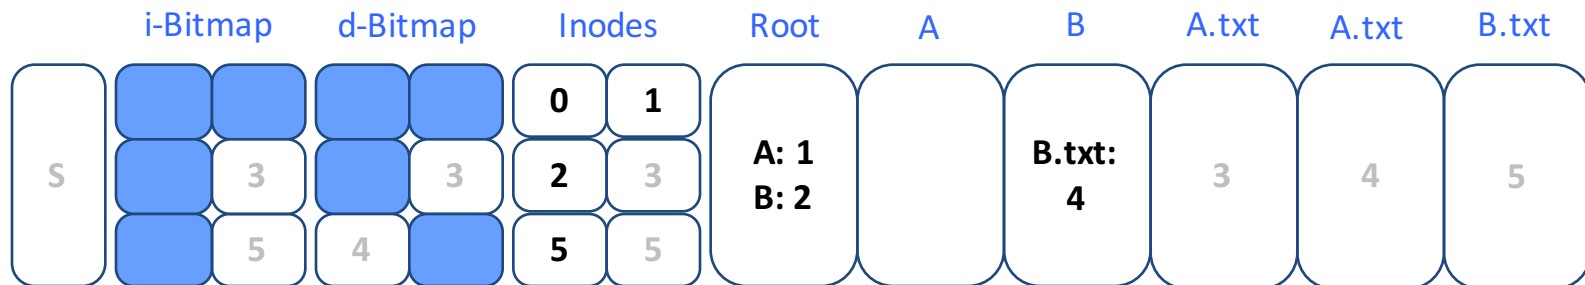 i-Bitmap d-Bitmap Inodes Root A B A.txt A.txt B.txt
0 1
S 3 3 2 3 A: 1 B.txt: 3 4 5
B: 2 4
5 4 5 5